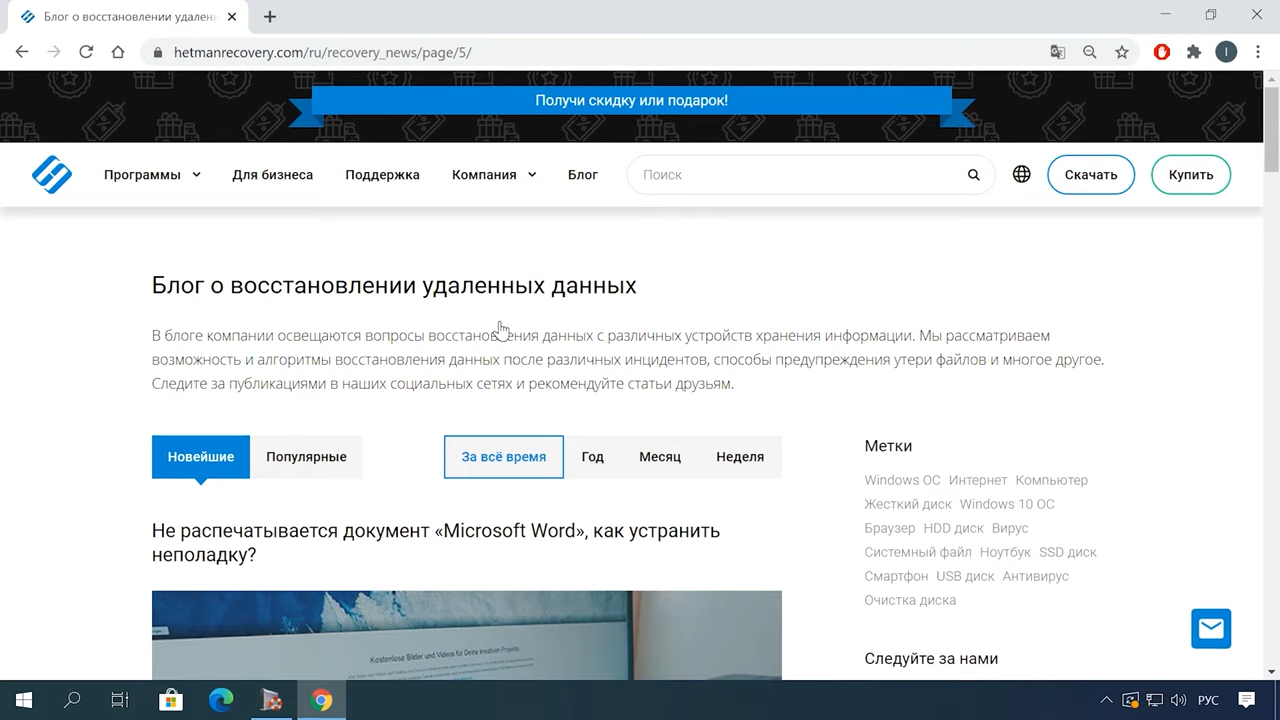 Блог о восстановлении удален
hetmanrecovery.com/ru/recovery_news/page/5/
I
Получи скидку или подарок!
Программы Для бизнеса Поддержка Компания Блог Поиск Скачать Купить
Блог о восстановлении удаленных данных
В блоге компании освещаются вопросы восстановления данных с различных устройств хранения информации. Мы рассматриваем
возможность и алгоритмы восстановления данных после различных инцидентов, способы предупреждения утери файлов и многое другое.
Следите за публикациями в наших социальных сетях и рекомендуйте статьи друзьям.
Новейшие Популярные За всё время Год Месяц Неделя
Не распечатывается документ «Microsoft Word», как устранить
неполадку?
Kostenlose Bilder und Videos für Deine kreativen Projekte
Метки
Windows ОС Интернет Компьютер
Жесткий диск Windows 10 ОС
Браузер HDD диск Вирус
Системный файл Ноутбук SSD диск
Смартфон USB диск Антивирус
Очистка диска
Следуйте за нами
РУС